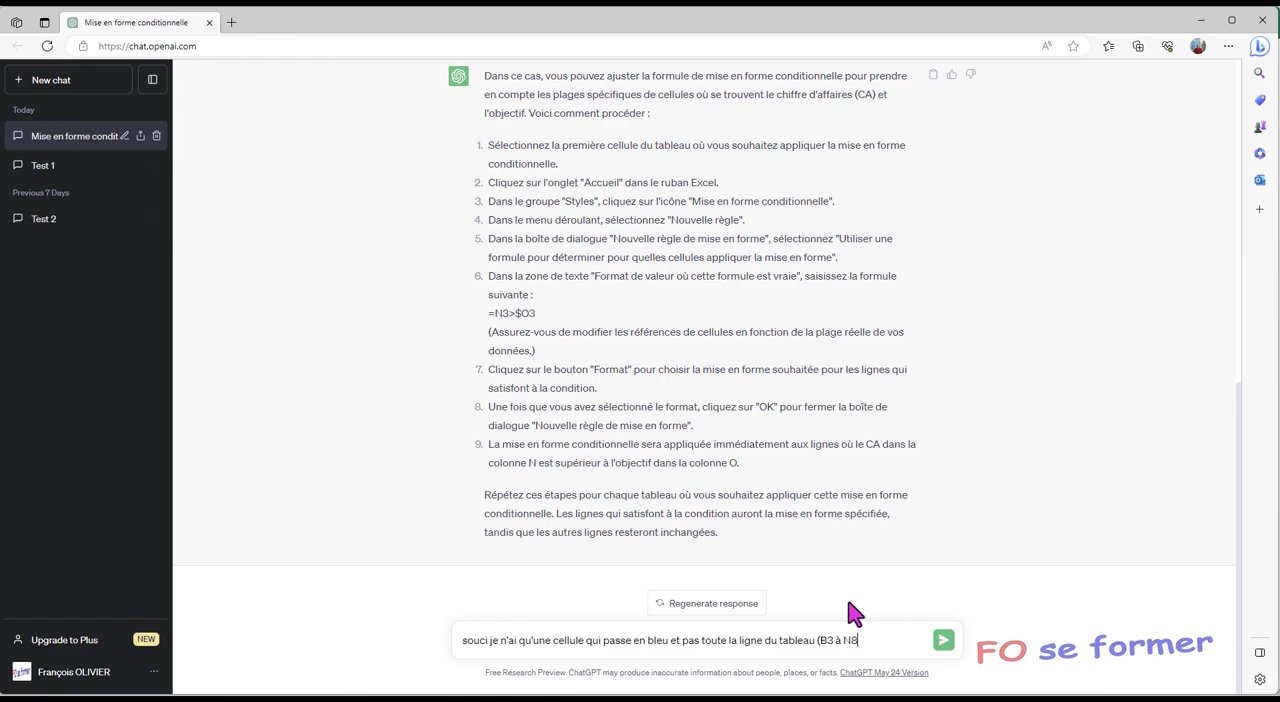 Mise en forme conditionnelle
https://chat.openai.com
New chat
Today
Mise en forme condit
Test 1
Previous 7 Days
Test 2
Upgrade to Plus
NEW
François OLIVIER
Dans ce cas, vous pouvez ajuster la formule de mise en forme conditionnelle pour prendre
en compte les plages spécifiques de cellules où se trouvent le chiffre d'affaires (CA) et
l'objectif. Voici comment procéder :
1. Sélectionnez la première cellule du tableau où vous souhaitez appliquer la mise en forme
conditionnelle.
2. Cliquez sur l'onglet "Accueil" dans le ruban Excel.
3. Dans le groupe "Styles", cliquez sur l'icône "Mise en forme conditionnelle".
4. Dans le menu déroulant, sélectionnez "Nouvelle règle".
5. Dans la boîte de dialogue "Nouvelle règle de mise en forme", sélectionnez "Utiliser une
formule pour déterminer pour quelles cellules appliquer la mise en forme".
6. Dans la zone de texte "Format de valeur où cette formule est vraie", saisissez la formule
suivante :
=N3>$O3
(Assurez-vous de modifier les références de cellules en fonction de la plage réelle de vos
données.)
7. Cliquez sur le bouton "Format" pour choisir la mise en forme souhaitée pour les lignes qui
satisfont à la condition.
8. Une fois que vous avez sélectionné le format, cliquez sur "OK" pour fermer la boîte de
dialogue "Nouvelle règle de mise en forme".
9. La mise en forme conditionnelle sera appliquée immédiatement aux lignes où le CA dans la
colonne N est supérieur à l'objectif dans la colonne O.
Répétez ces étapes pour chaque tableau où vous souhaitez appliquer cette mise en forme
conditionnelle. Les lignes qui satisfont à la condition auront la mise en forme spécifiée,
tandis que les autres lignes resteront inchangées.
Regenerate response
souci je n'ai qu'une cellule qui passe en bleu et pas toute la ligne du tableau (B3 à N8
Free Research Preview. ChatGPT may produce inaccurate information about people, places, or facts. ChatGPT May 24 Version
FO se former